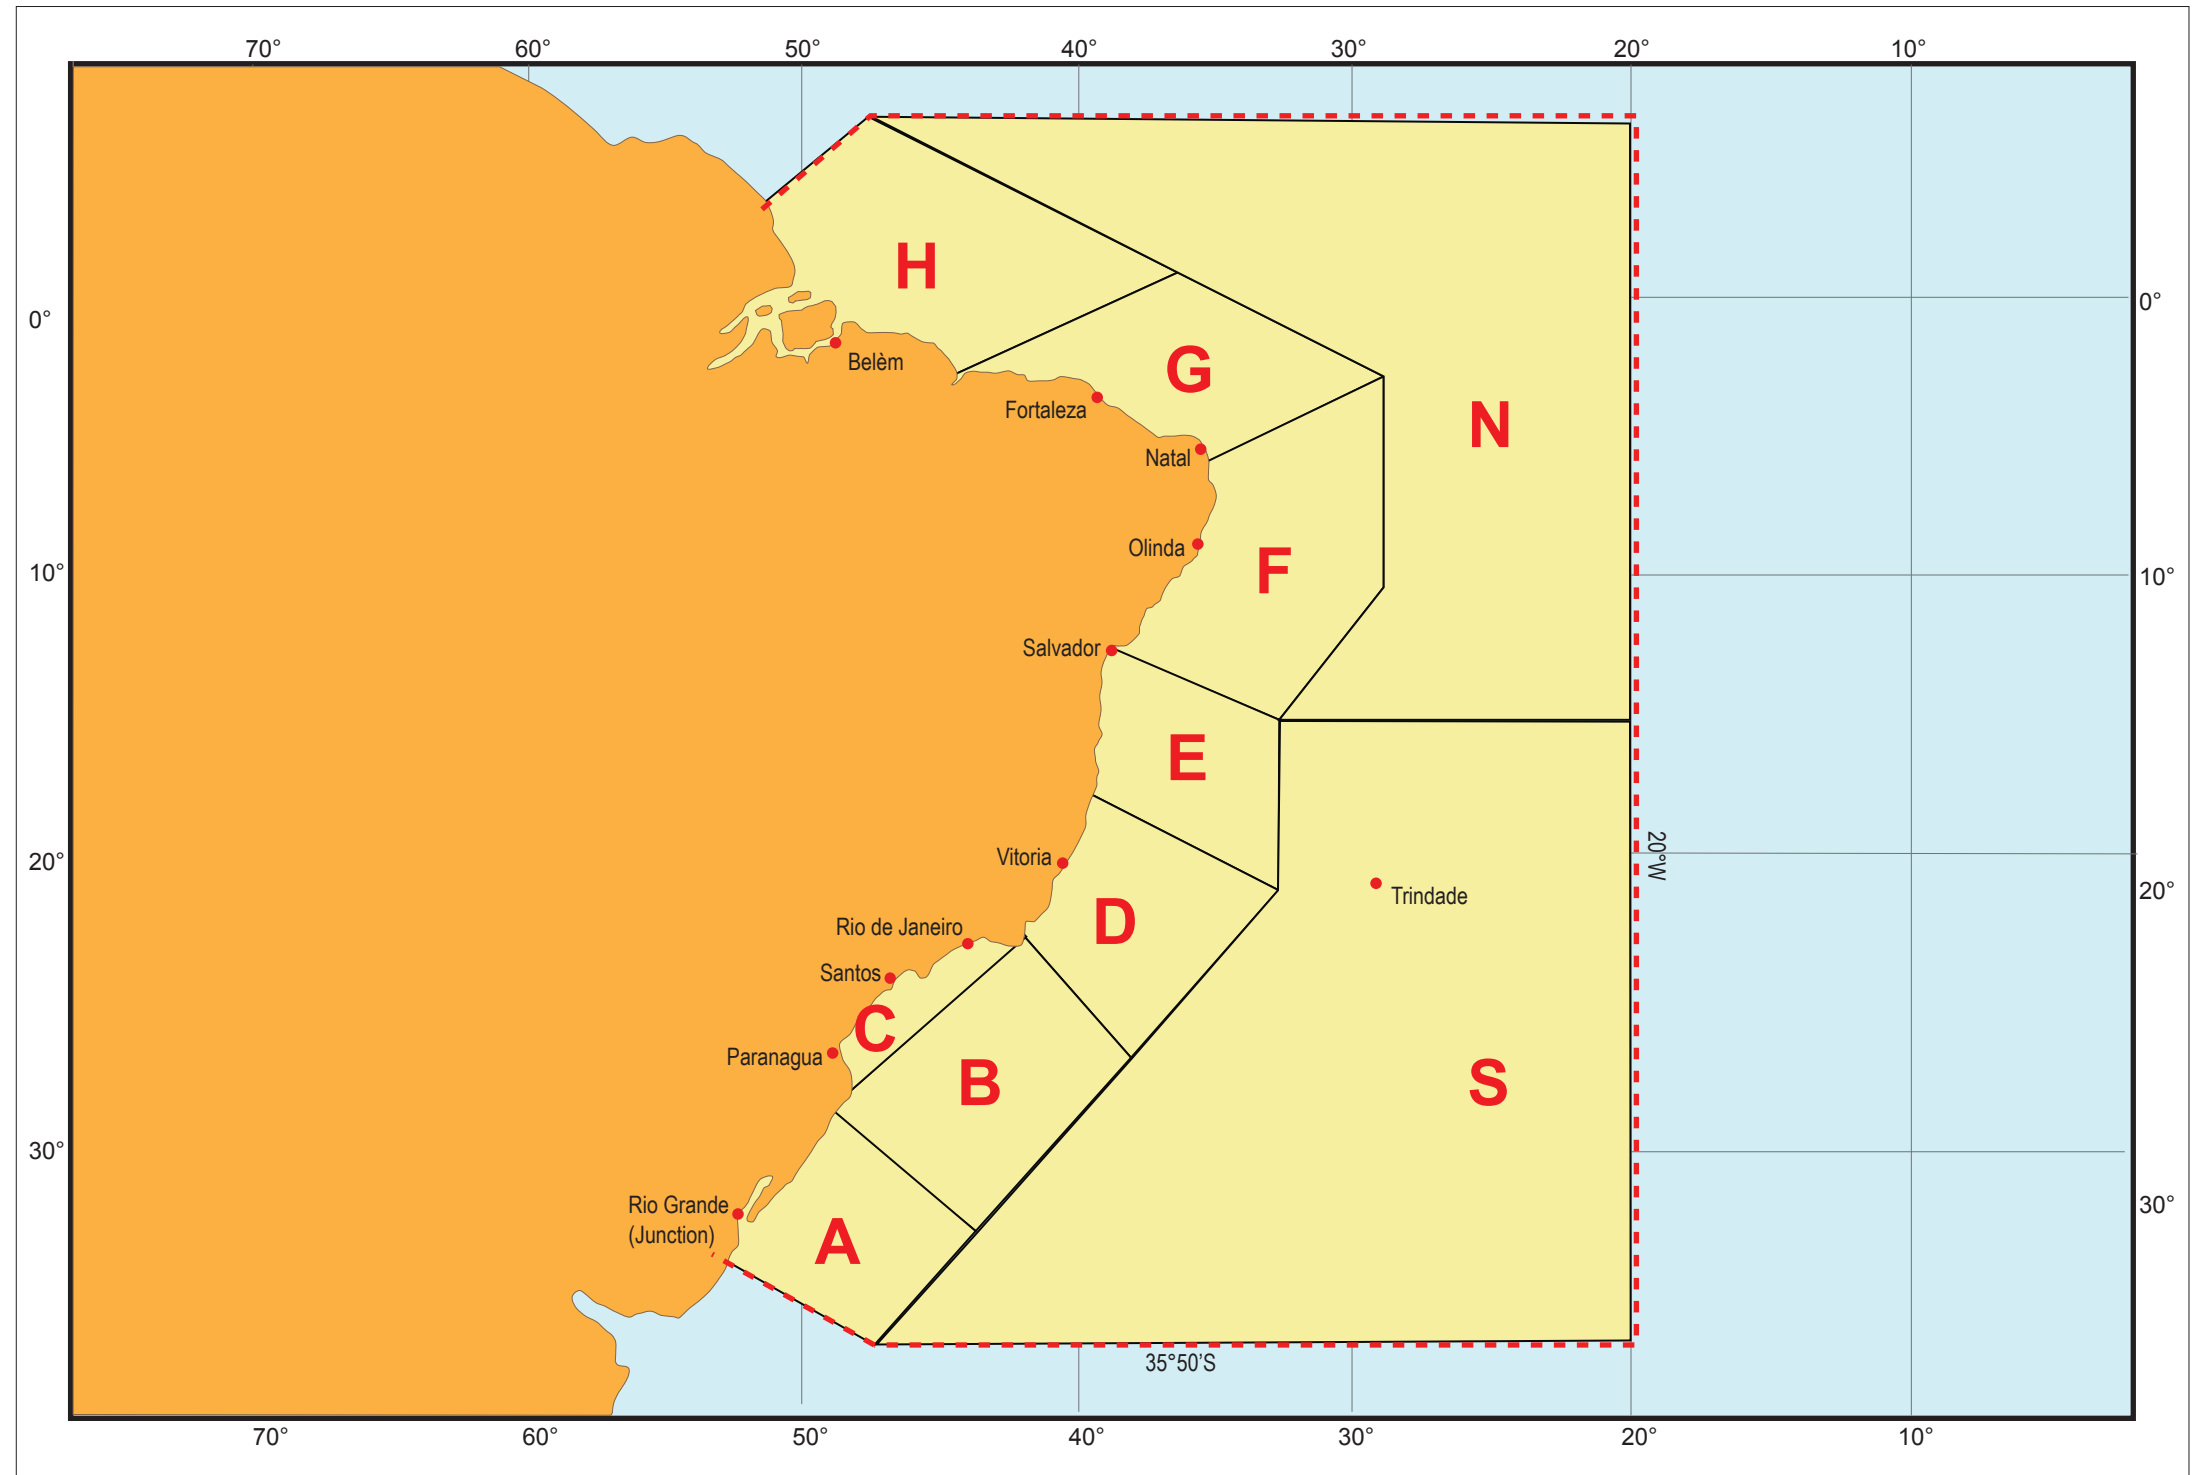 70° 60° 50° 40° 30° 20° 10°
H
0° 0°
Belèm
G
Fortaleza
N
Natal
Olinda
F
10° 10°
Salvador
E
20°W
Vitoria
20° 20°
Trindade
D
Rio de Janeiro
Santos
C
Paranagua
B
S
30° 30°
Rio Grande
(Junction)
A
35°50'S
70° 60° 50° 40° 30° 20° 10°